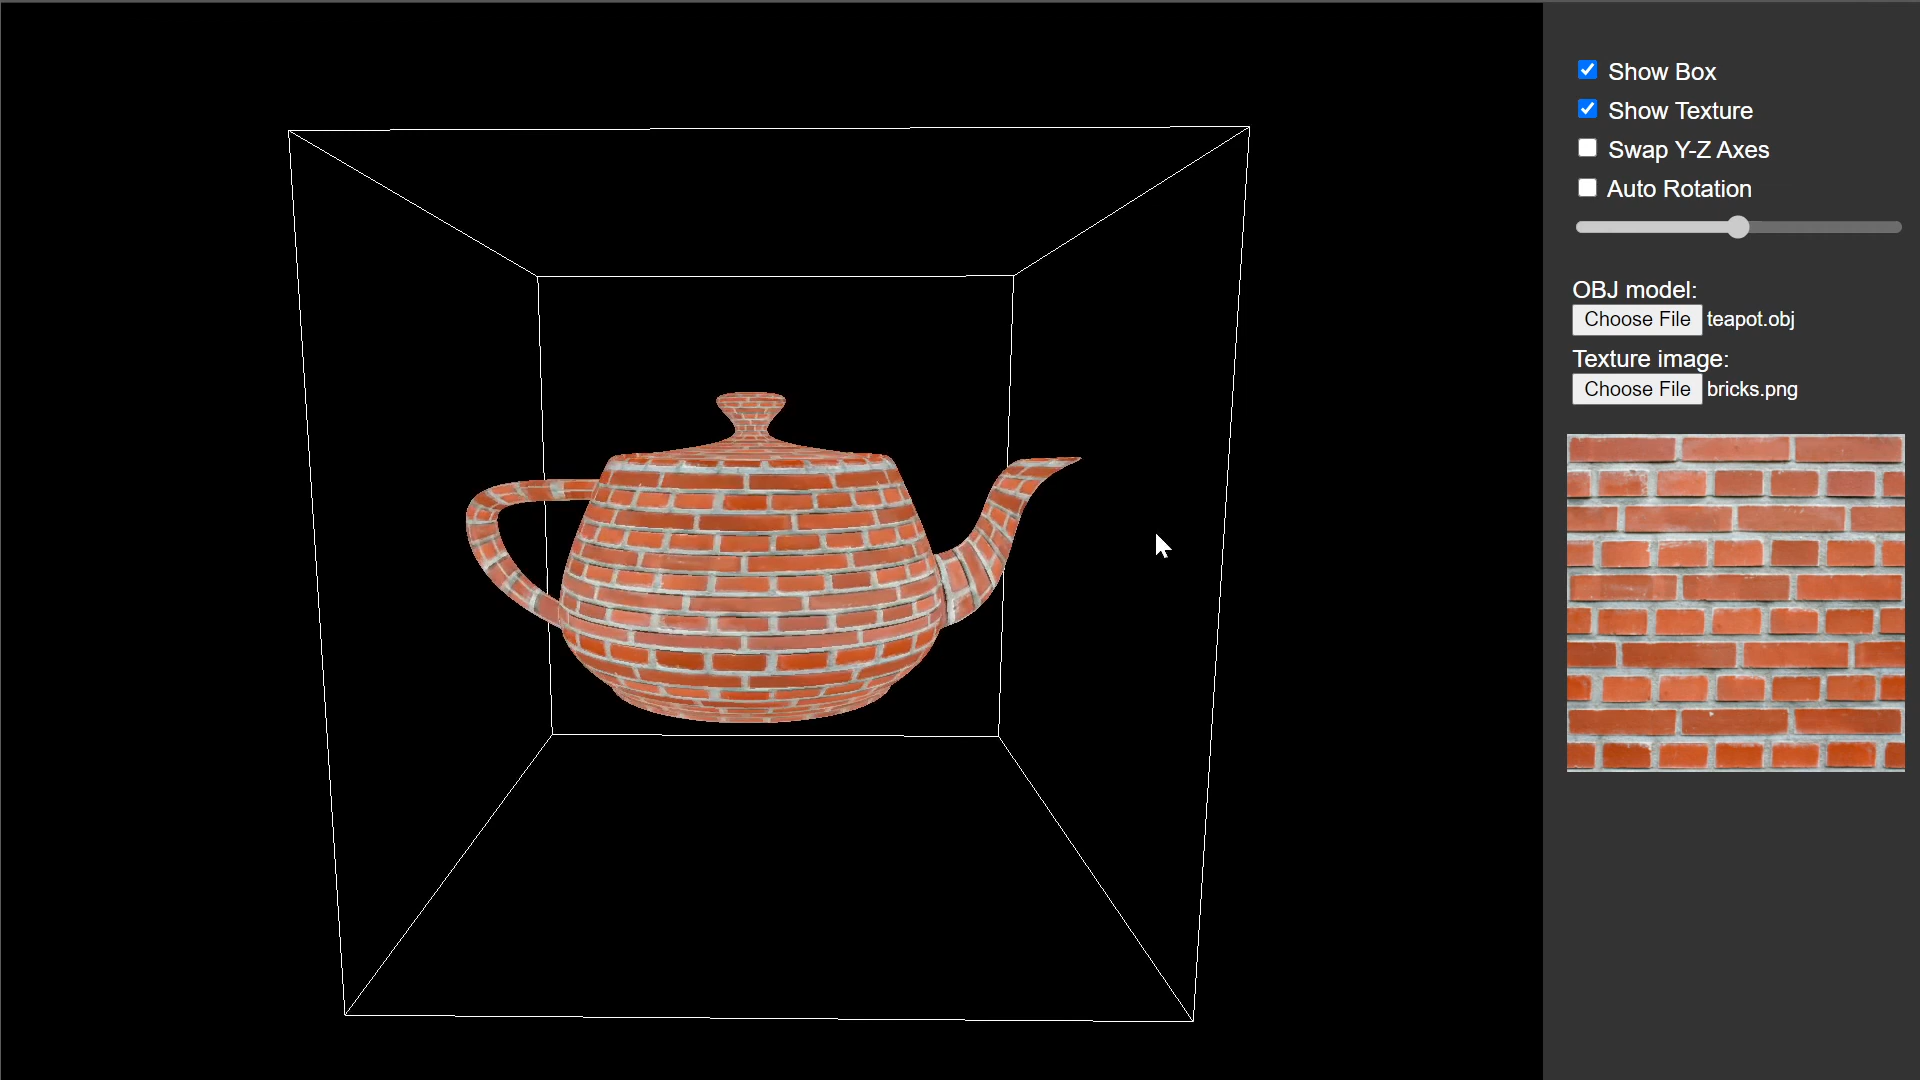 Show Box
Show Texture
Swap Y-Z Axes
Auto Rotation
OBJ model:
Choose File teapot.obj
Texture image:
Choose File bricks.png